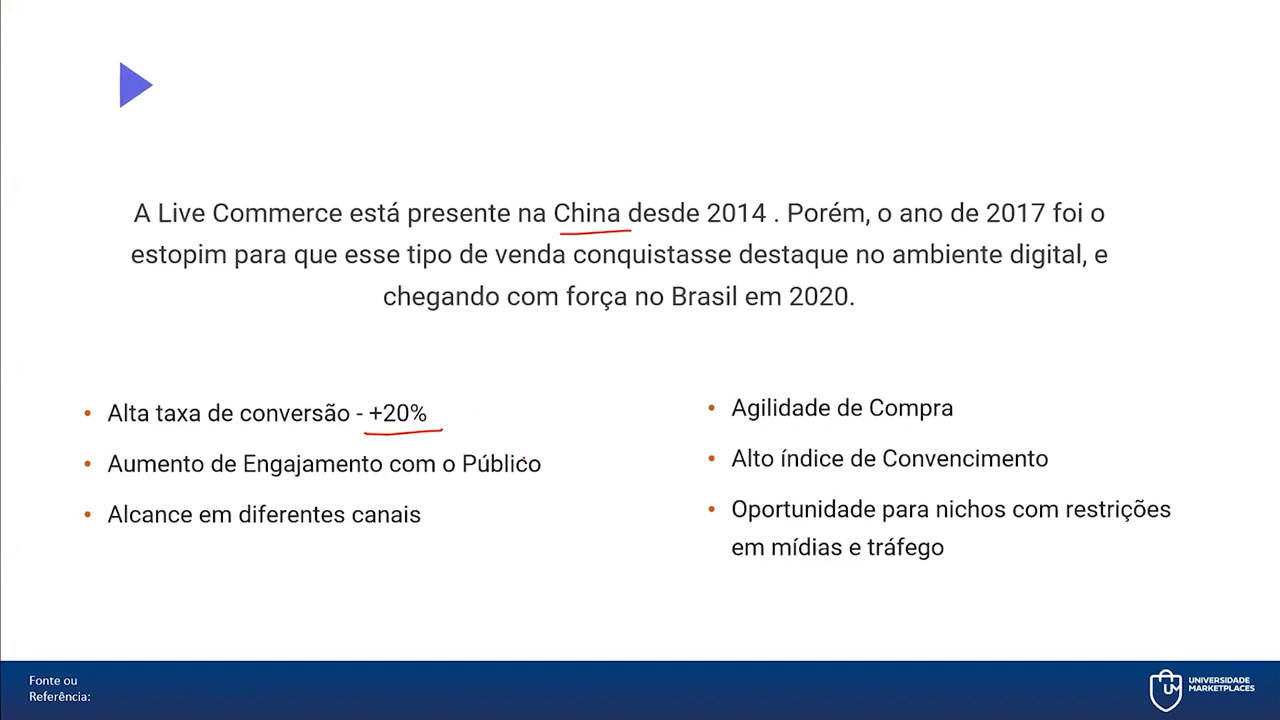 A Live Commerce está presente na China desde 2014 . Porém, o ano de 2017 foi o
estopim para que esse tipo de venda conquistasse destaque no ambiente digital, e
chegando com força no Brasil em 2020.
• Alta taxa de conversão - +20%
• Aumento de Engajamento com o Público
• Alcance em diferentes canais
• Agilidade de Compra
• Alto índice de Convencimento
• Oportunidade para nichos com restrições
em mídias e tráfego
Fonte ou
Referência:
UM
UNIVERSIDADE
MARKETPLACES